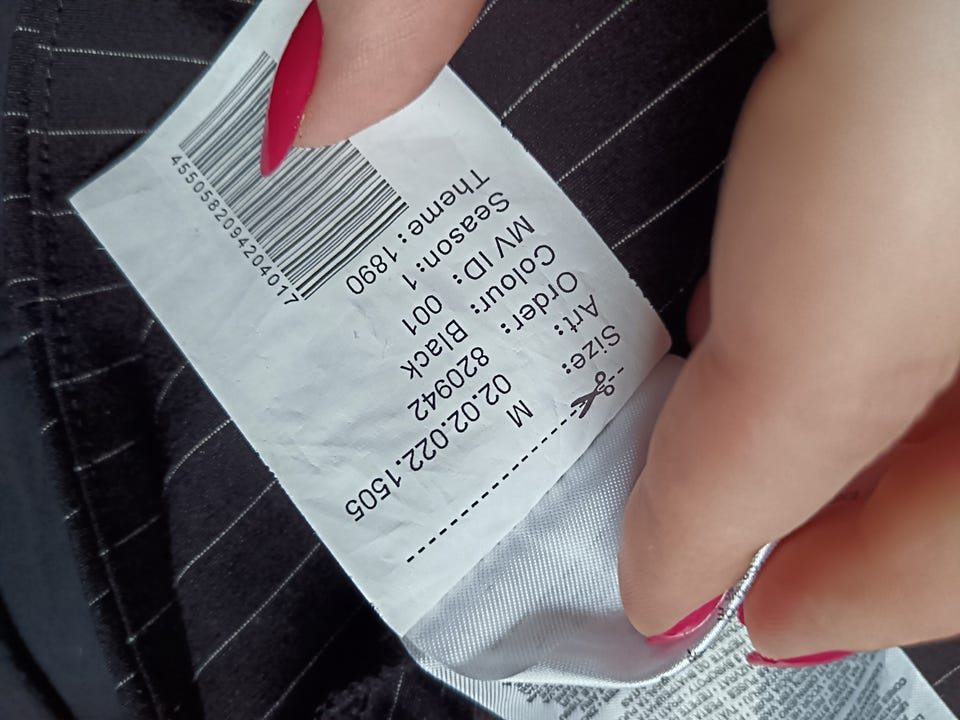 Size: M
Art: 02.02.022.1505
Order: 820942
Colour: Black
MV ID: 001
Season: 1
Theme: 1890
4550582094204017